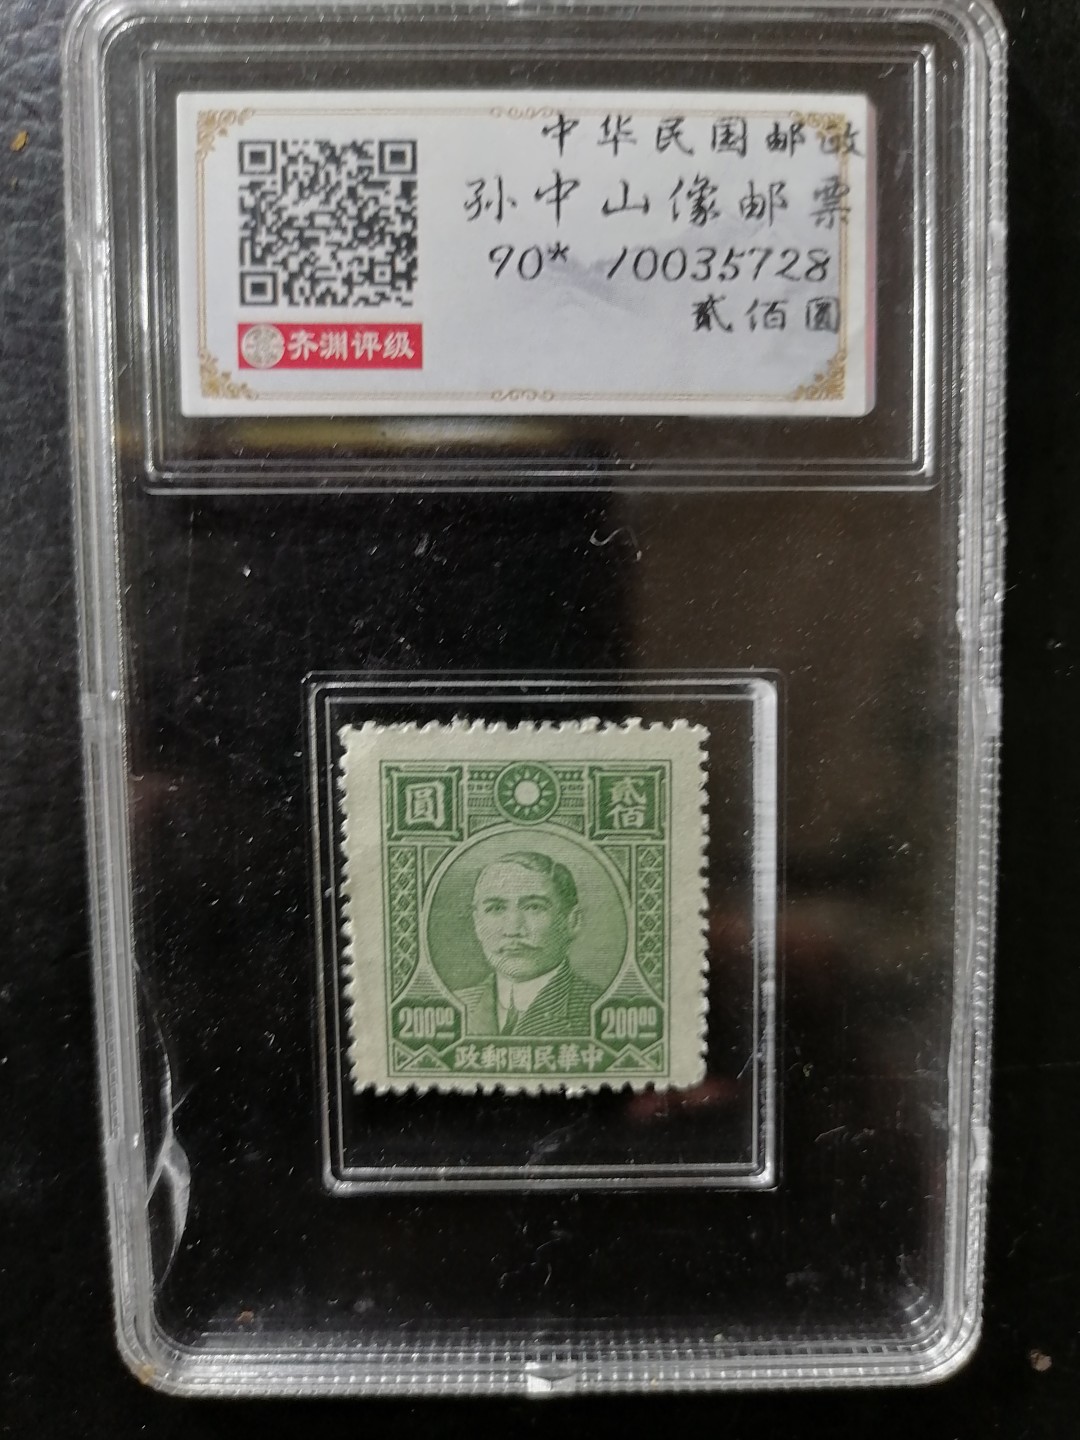 中华民国邮政
孙中山像邮票
90* 10035728
贰佰圆
齐渊评级
圓
貳佰
200.00
200.00
政郵國民華中